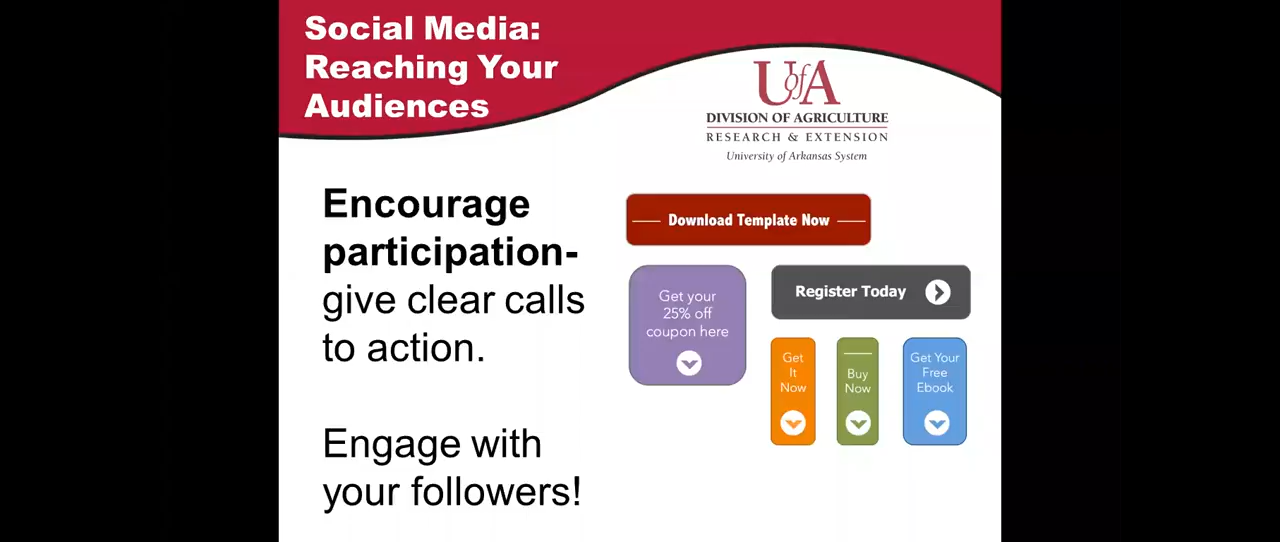 Social Media:
Reaching Your
Audiences
UofA
DIVISION OF AGRICULTURE
RESEARCH & EXTENSION
University of Arkansas System
Encourage
participation-
give clear calls
to action.
Engage with
your followers!
Download Template Now
Get your
25% off
coupon here
Register Today
Get
It
Now
Buy
Now
Get Your
Free
Ebook